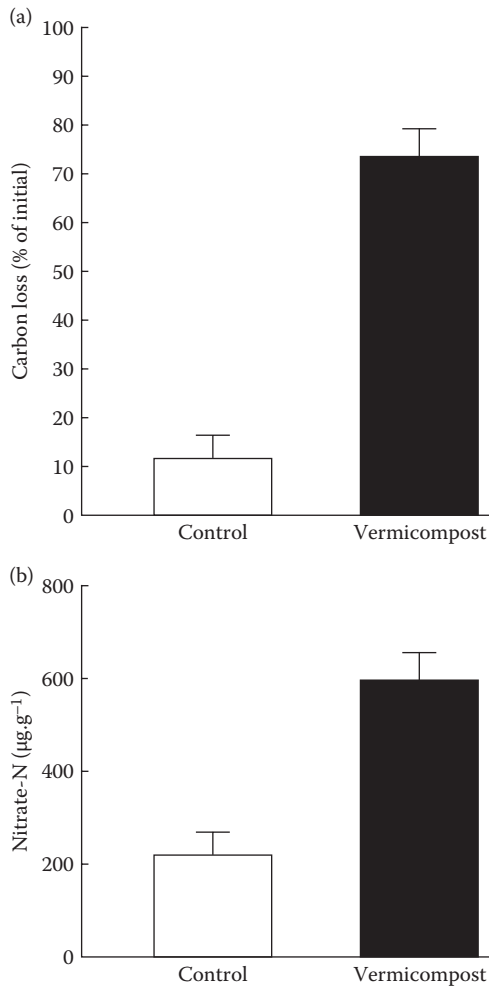 (a)
100
90
80
70
60
50
40
30
20
10
0
Carbon loss (% of initial)
Control Vermicompost
(b)
800
600
400
200
0
Nitrate-N (µg.g⁻¹)
Control Vermicompost